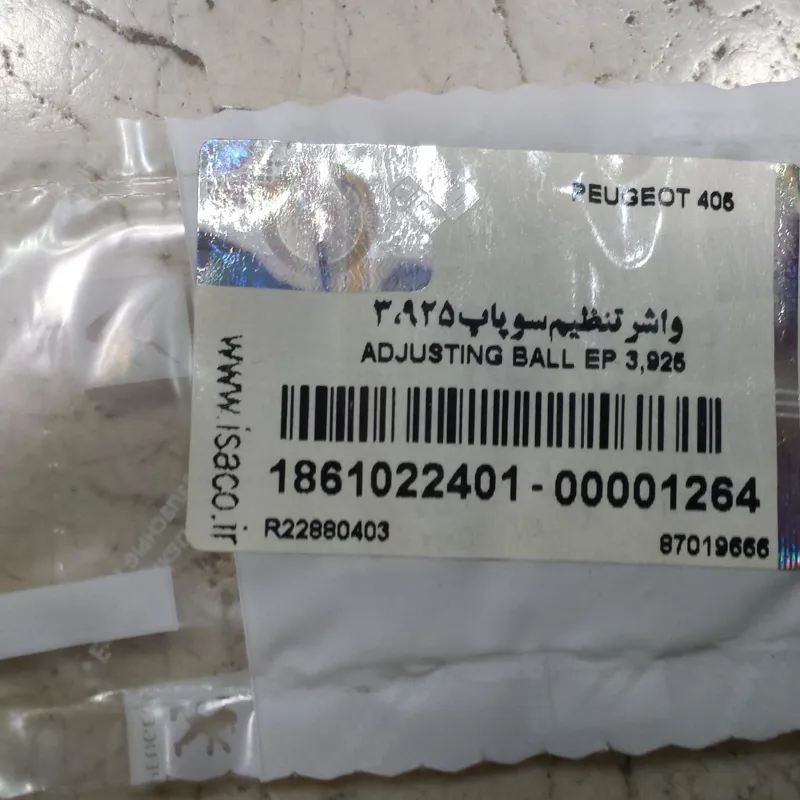 PEUGEOT 405
واشر تنظیم سوپاپ ۳،۹۲۵
ADJUSTING BALL EP 3,925
1861022401 - 00001264
R22880403
87019666
www.isaco.ir